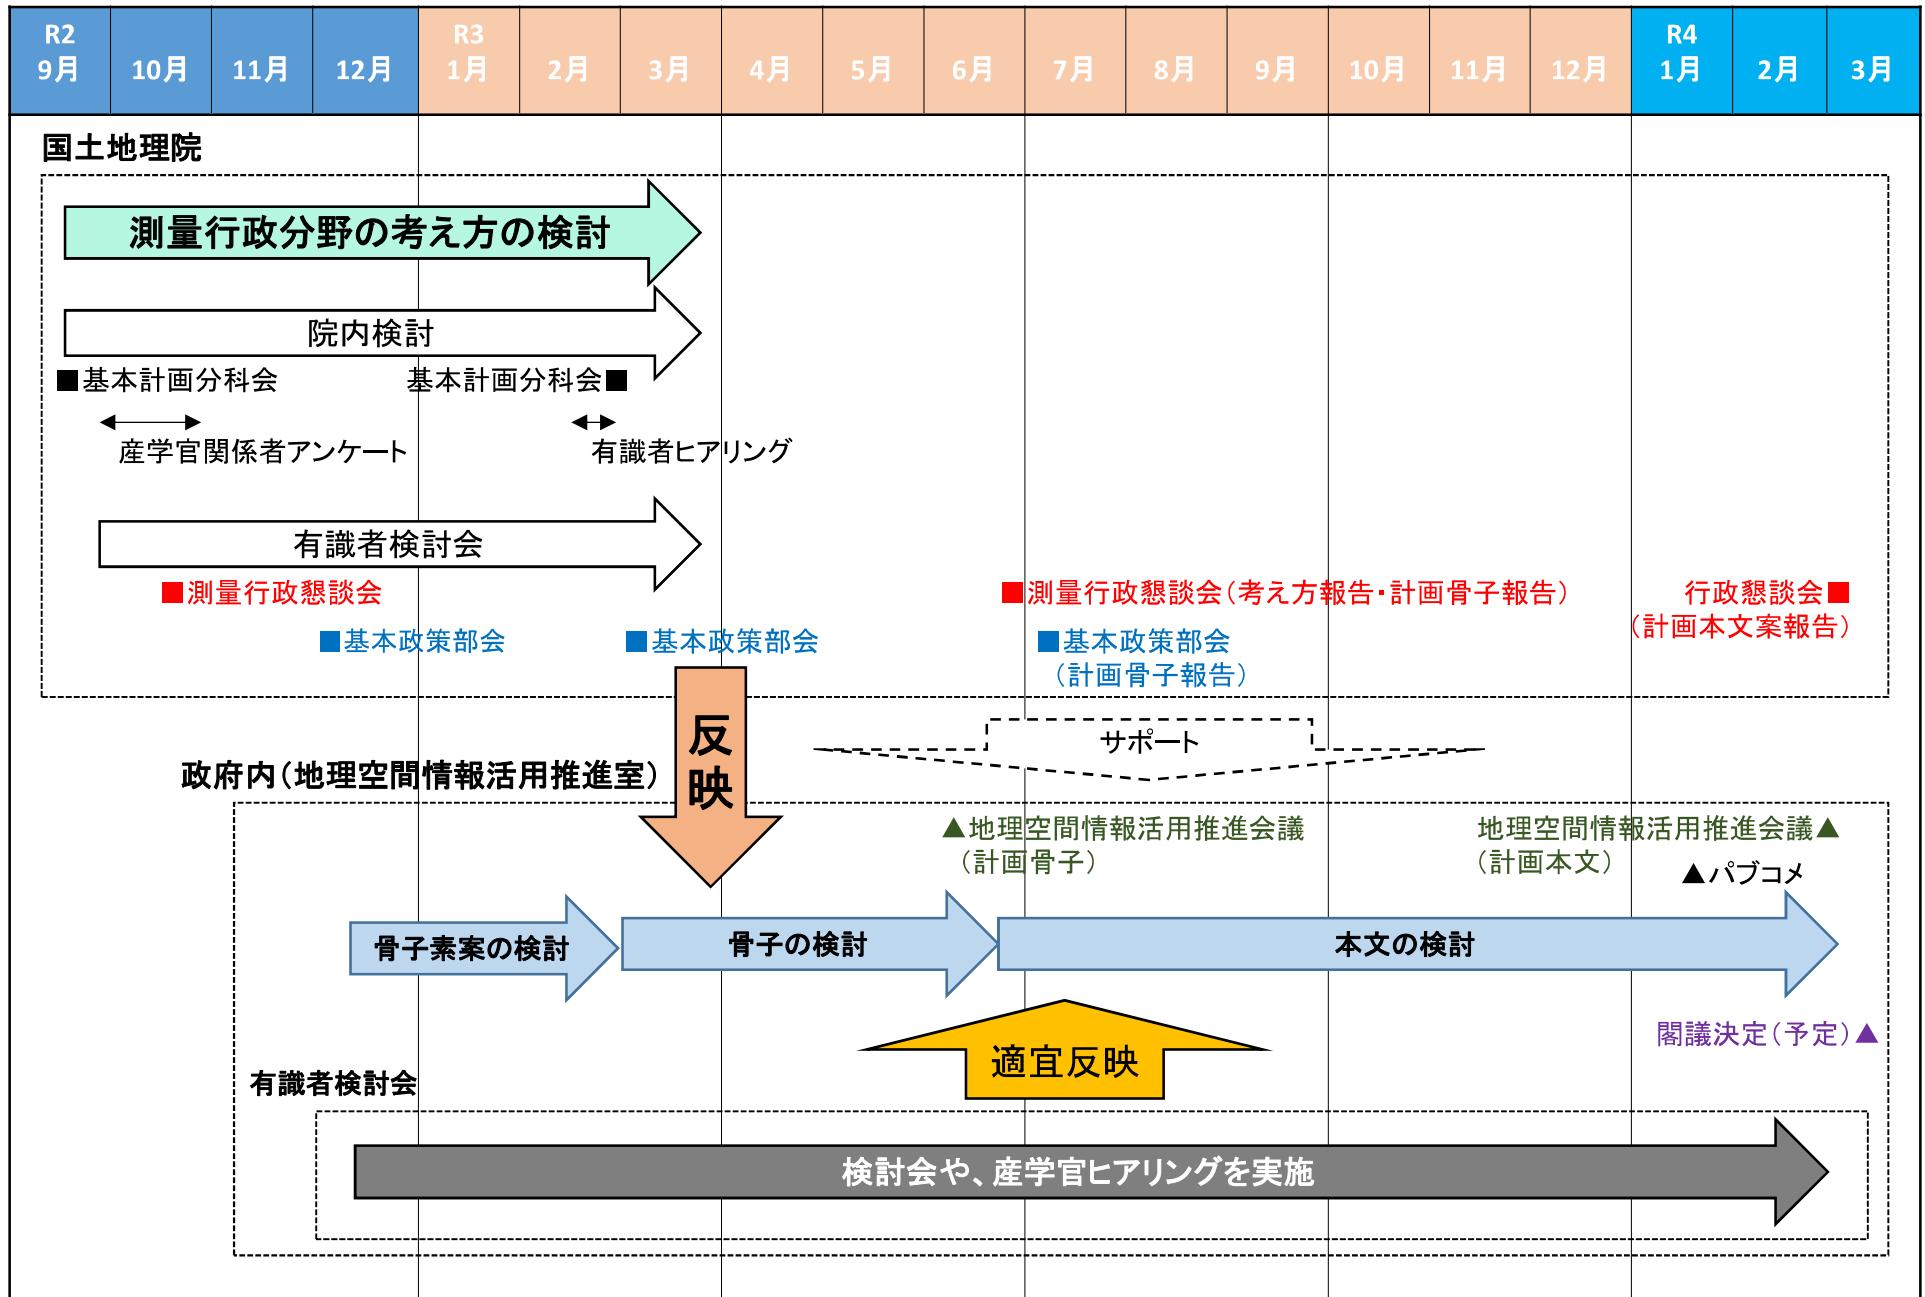 R2 R3 R4
9月 10月 11月 12月 1月 2月 3月 4月 5月 6月 7月 8月 9月 10月 11月 12月 1月 2月 3月
国土地理院
測量行政分野の考え方の検討
院内検討
■基本計画分科会 基本計画分科会■
産学官関係者アンケート 有識者ヒアリング
有識者検討会
■測量行政懇談会 ■測量行政懇談会(考え方報告・計画骨子報告) 行政懇談会■
(計画本文案報告)
■基本政策部会 ■基本政策部会 ■基本政策部会
(計画骨子報告)
反映
サポート
政府内(地理空間情報活用推進室)
▲地理空間情報活用推進会議 地理空間情報活用推進会議▲
(計画骨子) (計画本文)
▲パブコメ
骨子素案の検討 骨子の検討 本文の検討
閣議決定(予定)▲
適宜反映
有識者検討会
検討会や、産学官ヒアリングを実施